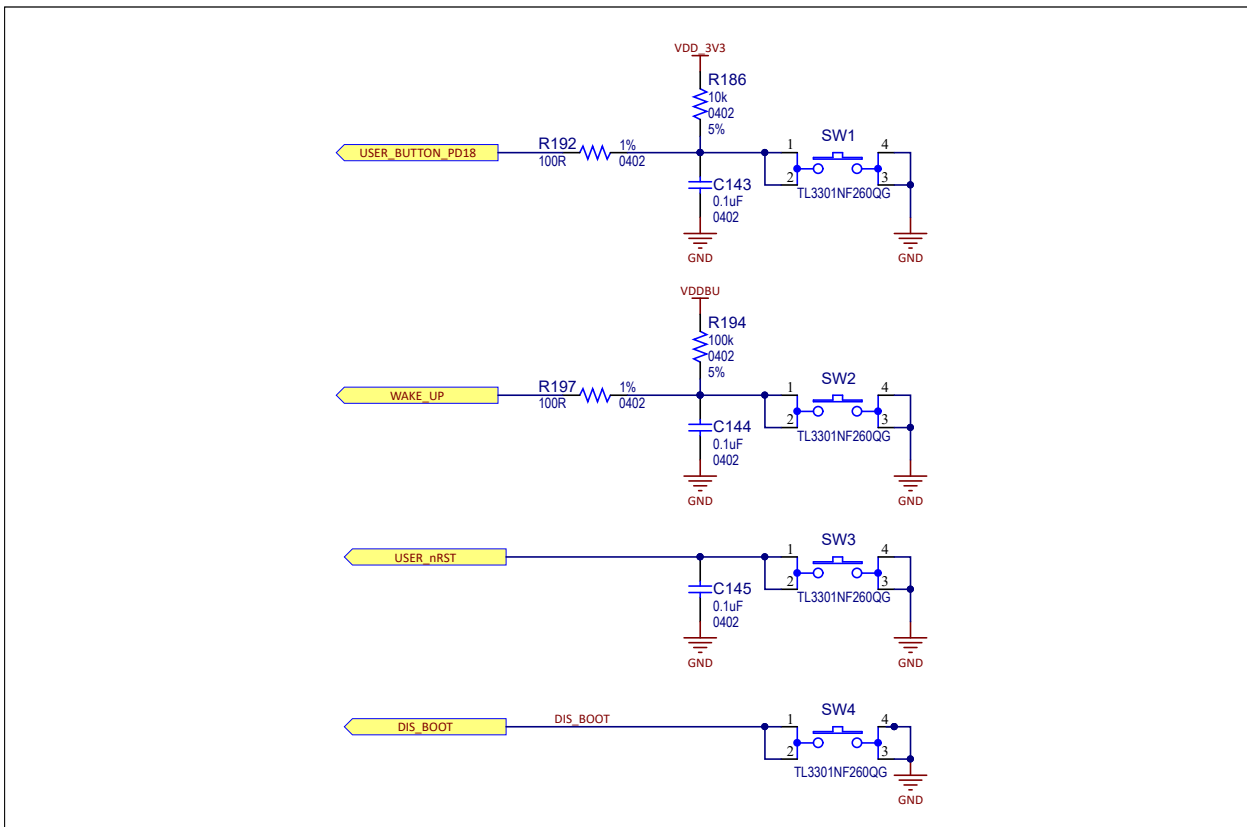 VDD_3V3
R186
10k
0402
5%
USER_BUTTON_PD18
R192
100R
1%
0402
C143
0.1uF
0402
GND
SW1
1
2
4
3
TL3301NF260QG
GND
VDDBU
R194
100k
0402
5%
WAKE_UP
R197
100R
1%
0402
C144
0.1uF
0402
GND
SW2
1
2
4
3
TL3301NF260QG
GND
USER_nRST
C145
0.1uF
0402
GND
SW3
1
2
4
3
TL3301NF260QG
GND
DIS_BOOT
DIS_BOOT
SW4
1
2
4
3
TL3301NF260QG
GND